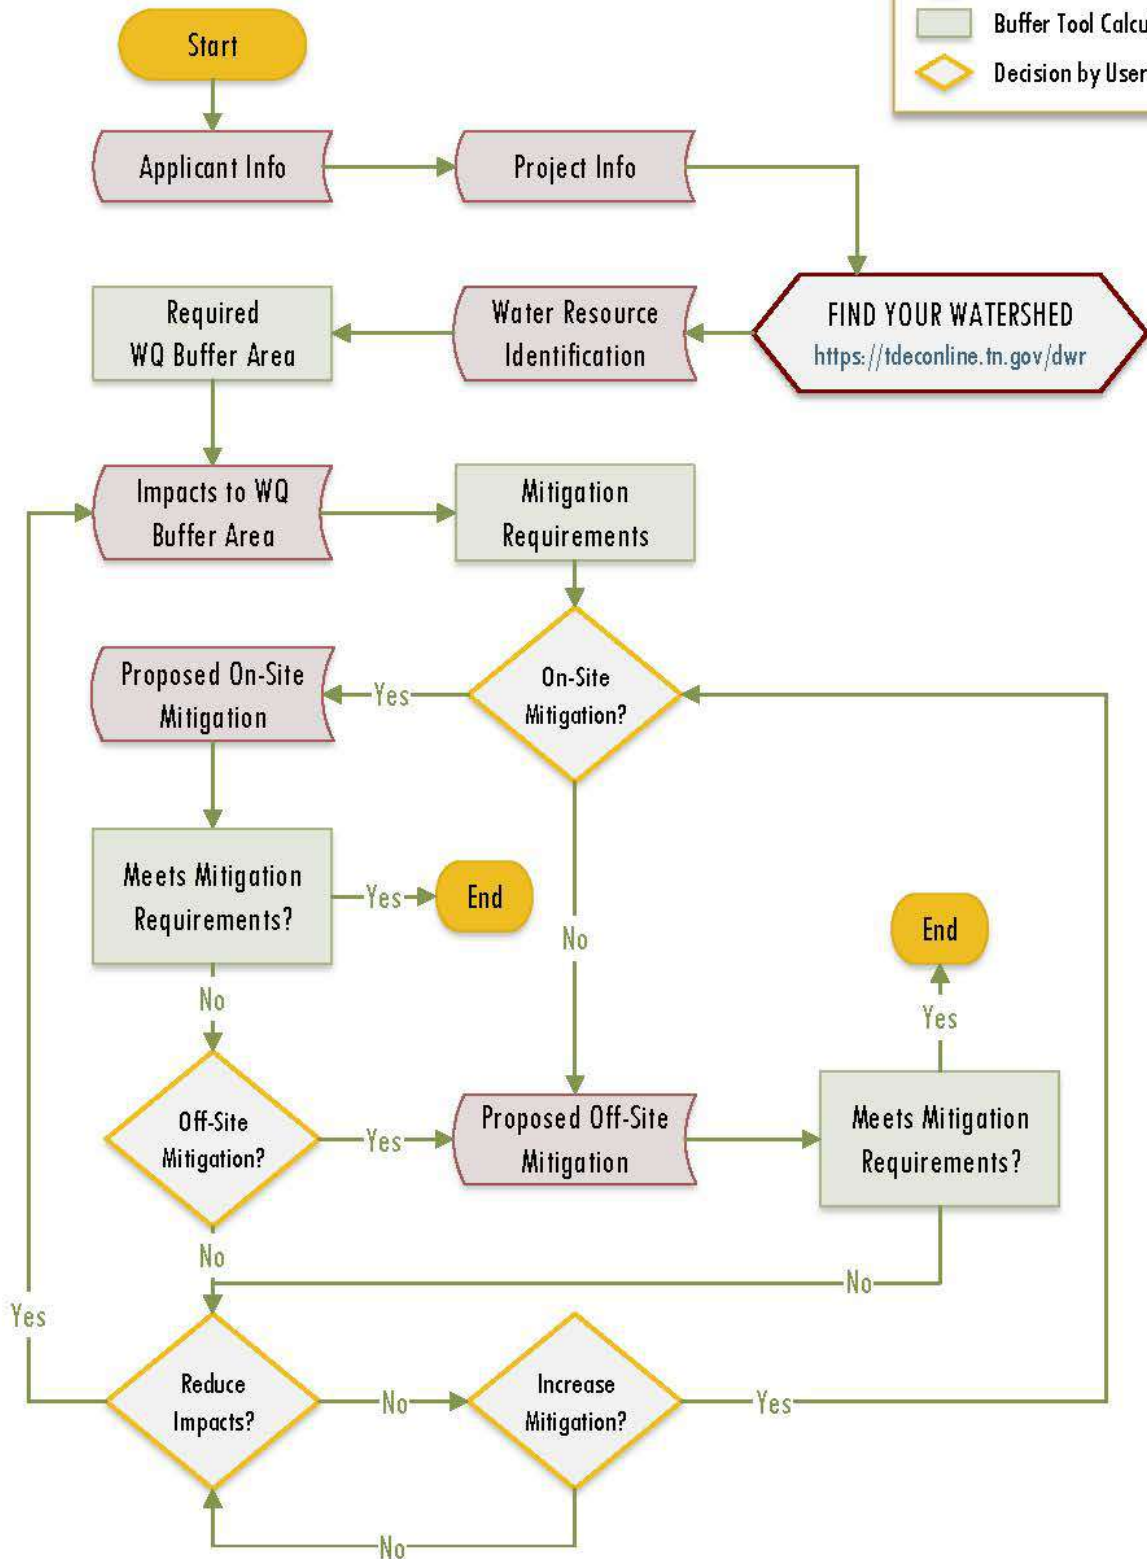 Buffer Tool Calcu
Decision by User
Start
Applicant Info
Project Info
FIND YOUR WATERSHED
https://tdeconline.tn.gov/dwr
Water Resource
Identification
Required
WQ Buffer Area
Impacts to WQ
Buffer Area
Mitigation
Requirements
On-Site
Mitigation?
Yes
Proposed On-Site
Mitigation
No
Meets Mitigation
Requirements?
Yes
End
No
Off-Site
Mitigation?
Yes
Proposed Off-Site
Mitigation
Meets Mitigation
Requirements?
Yes
End
No
No
Reduce
Impacts?
Yes
No
Increase
Mitigation?
Yes
No